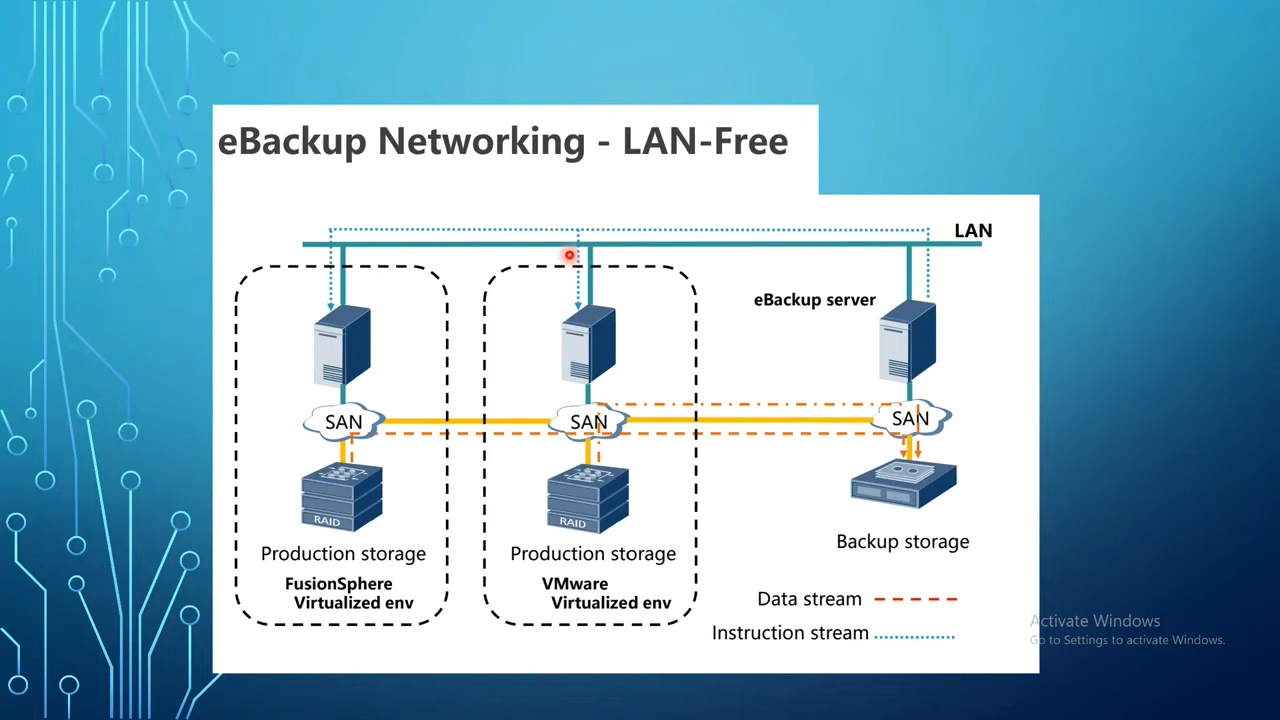 eBackup Networking - LAN-Free
LAN
eBackup server
SAN
SAN
SAN
RAID
RAID
Production storage
Production storage
Backup storage
FusionSphere
Virtualized env
VMware
Virtualized env
Data stream
Instruction stream
Activate Windows
Go to Settings to activate Windows.